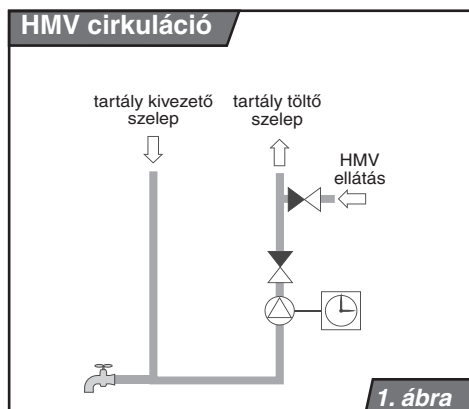 HMV cirkuláció
tartály kivezető
szelep
tartály töltő
szelep
HMV
ellátás
1. ábra